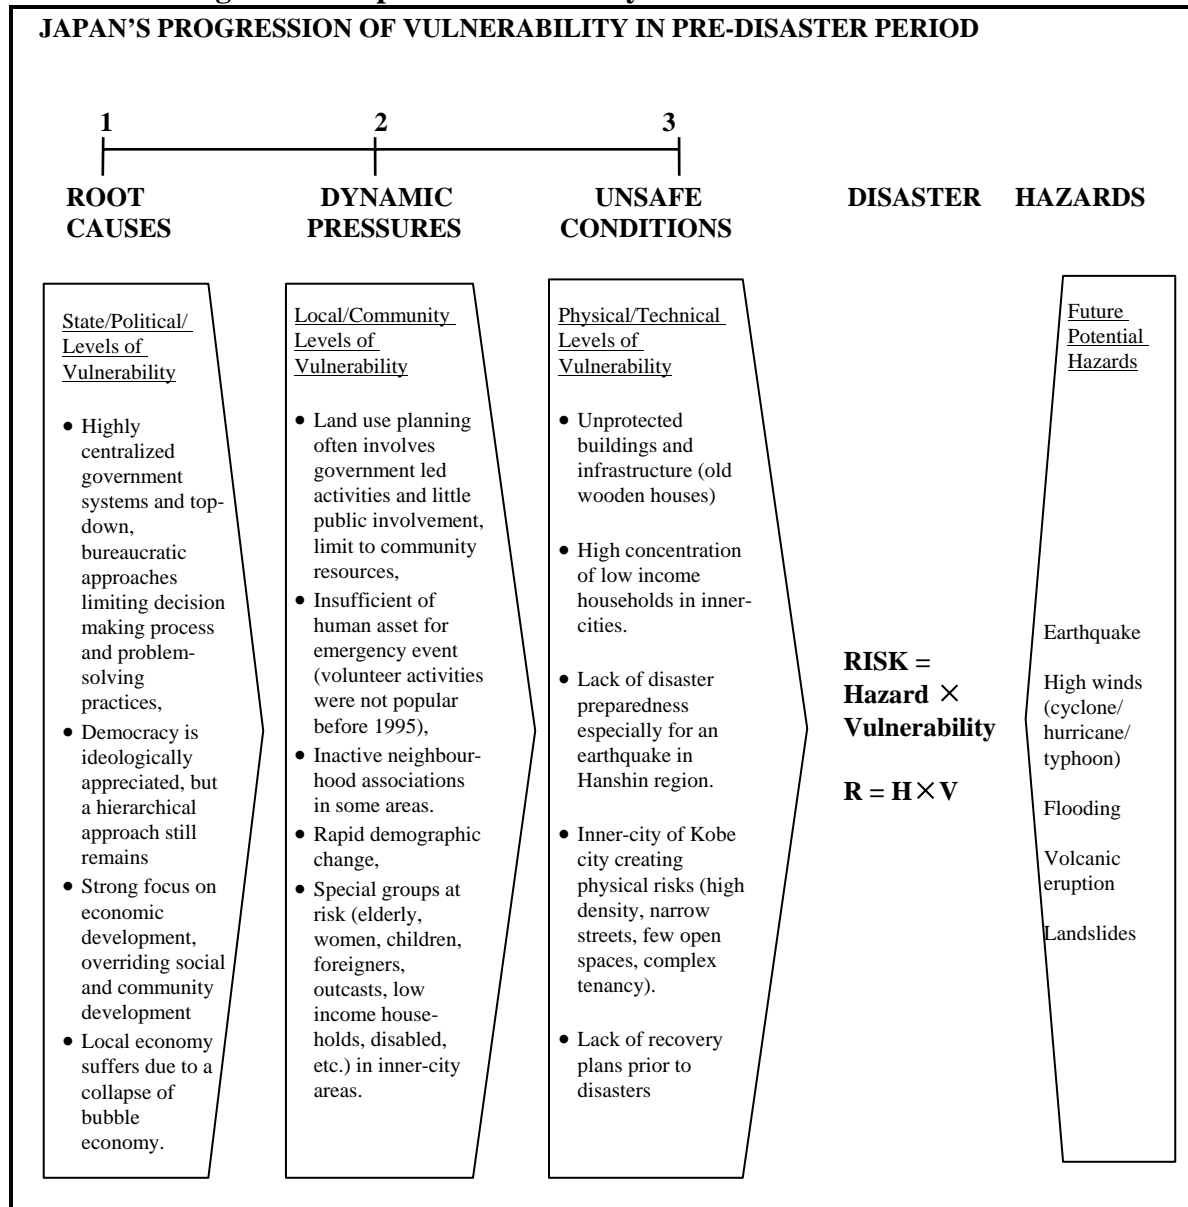 JAPAN'S PROGRESSION OF VULNERABILITY IN PRE-DISASTER PERIOD
1
2
3
ROOT
CAUSES
DYNAMIC
PRESSURES
UNSAFE
CONDITIONS
DISASTER
HAZARDS
State/Political/
Levels of
Vulnerability
• Highly
centralized
government
systems and top-
down,
bureaucratic
approaches
limiting decision
making process
and problem-
solving
practices,
• Democracy is
ideologically
appreciated, but
a hierarchical
approach still
remains
• Strong focus on
economic
development,
overriding social
and community
development
• Local economy
suffers due to a
collapse of
bubble
economy.
Local/Community
Levels of
Vulnerability
• Land use planning
often involves
government led
activities and little
public involvement,
limit to community
resources,
• Insufficient of
human asset for
emergency event
(volunteer activities
were not popular
before 1995),
• Inactive neighbour-
hood associations
in some areas.
• Rapid demographic
change,
• Special groups at
risk (elderly,
women, children,
foreigners,
outcasts, low
income house-
holds, disabled,
etc.) in inner-city
areas.
Physical/Technical
Levels of
Vulnerability
• Unprotected
buildings and
infrastructure (old
wooden houses)
• High concentration
of low income
households in inner-
cities.
• Lack of disaster
preparedness
especially for an
earthquake in
Hanshin region.
• Inner-city of Kobe
city creating
physical risks (high
density, narrow
streets, few open
spaces, complex
tenancy).
• Lack of recovery
plans prior to
disasters
RISK =
Hazard ×
Vulnerability
R = H×V
Future
Potential
Hazards
Earthquake
High winds
(cyclone/
hurricane/
typhoon)
Flooding
Volcanic
eruption
Landslides